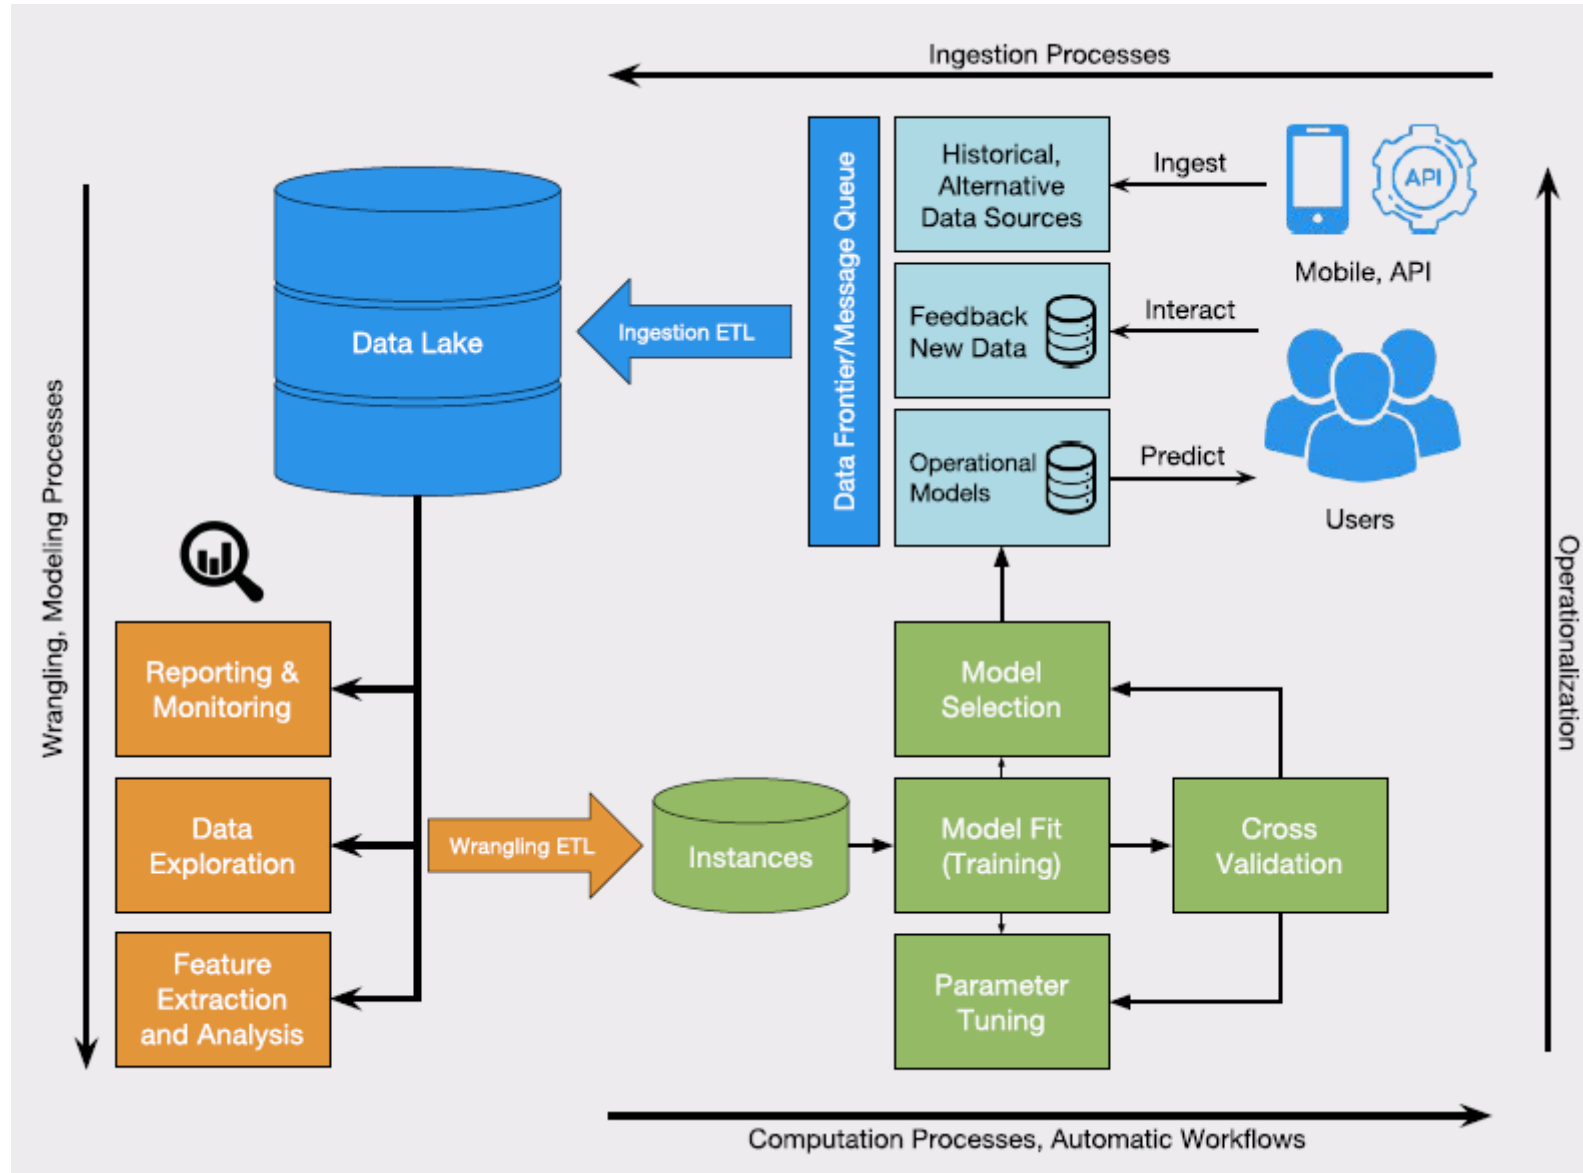 Ingestion Processes
Historical,
Alternative
Data Sources
Ingest
API
Mobile, API
Data Frontier/Message Queue
Data Lake
Ingestion ETL
Feedback
New Data
Interact
Operational
Models
Predict
Users
Wrangling, Modeling Processes
Operationalization
Reporting &
Monitoring
Model
Selection
Data
Exploration
Wrangling ETL
Instances
Model Fit
(Training)
Cross
Validation
Feature
Extraction
and Analysis
Parameter
Tuning
Computation Processes, Automatic Workflows